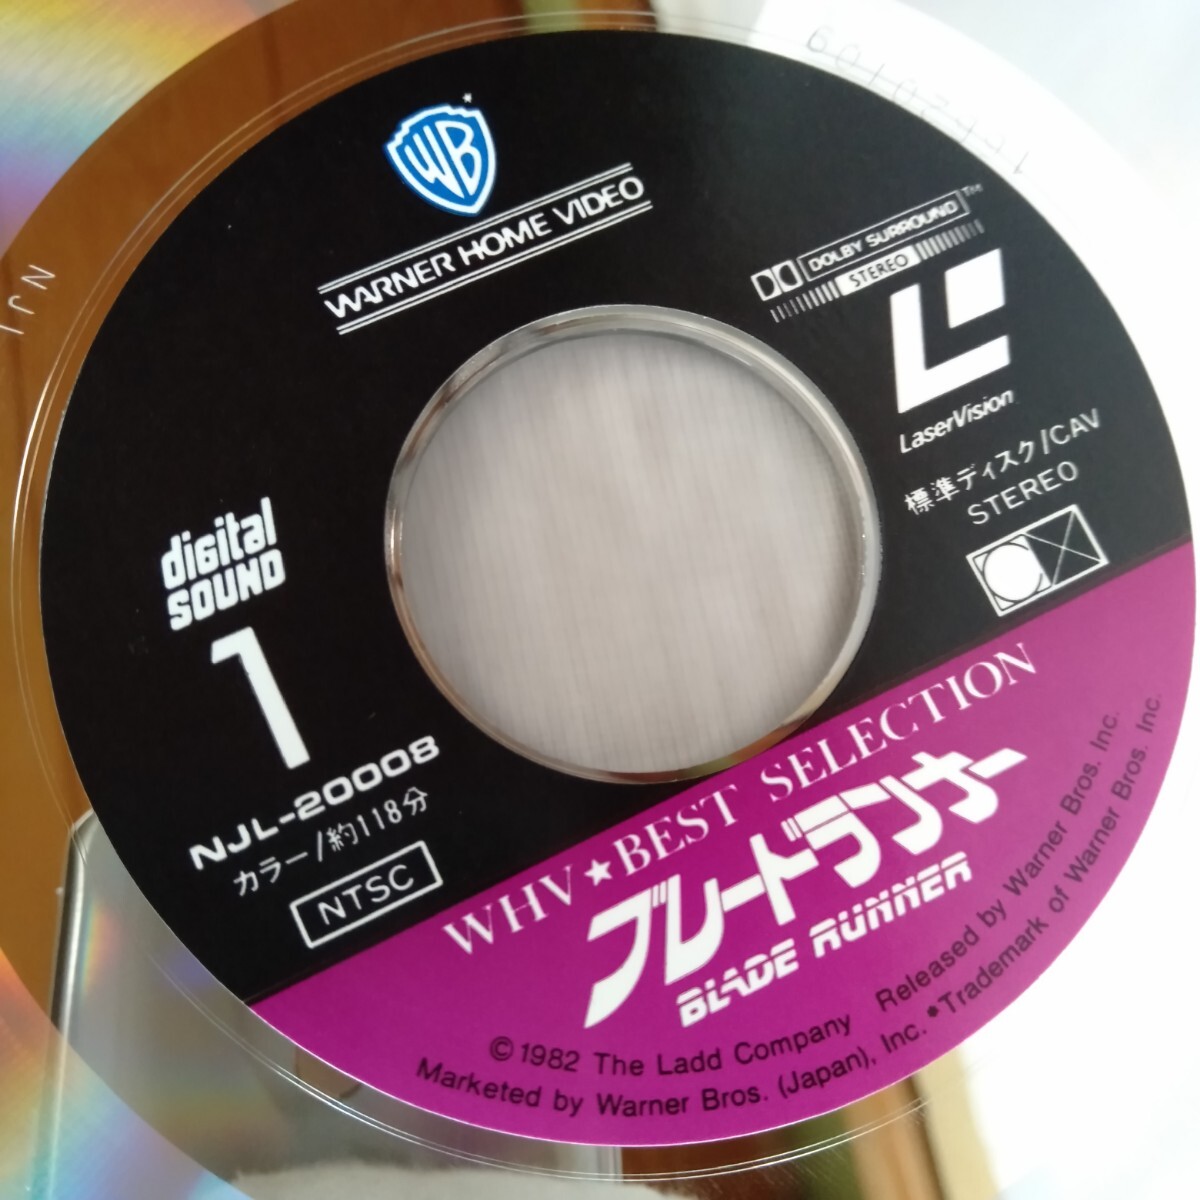 WB
WARNER HOME VIDEO
DOLBY SURROUND™
STEREO
LaserVision
標準ディスク/CAV
STEREO
digital
SOUND
1
NJL-20008
カラー/約118分
NTSC
WHV★BEST SELECTION
ブレードランナー
BLADE RUNNER
©1982 The Ladd Company Released by Warner Bros. Inc.
Marketed by Warner Bros. (Japan), Inc. *Trademark of Warner Bros. Inc.